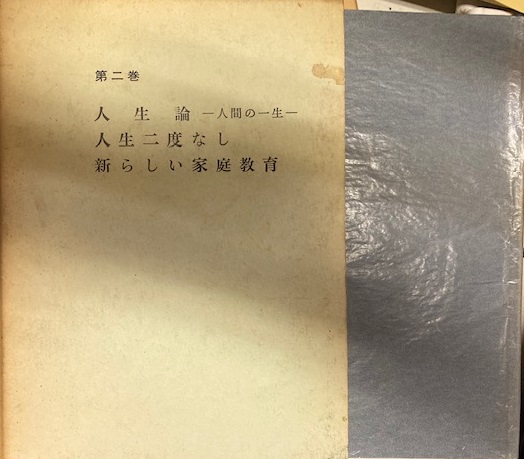 第二巻
人生論 ―人間の一生―
人生二度なし
新らしい家庭教育